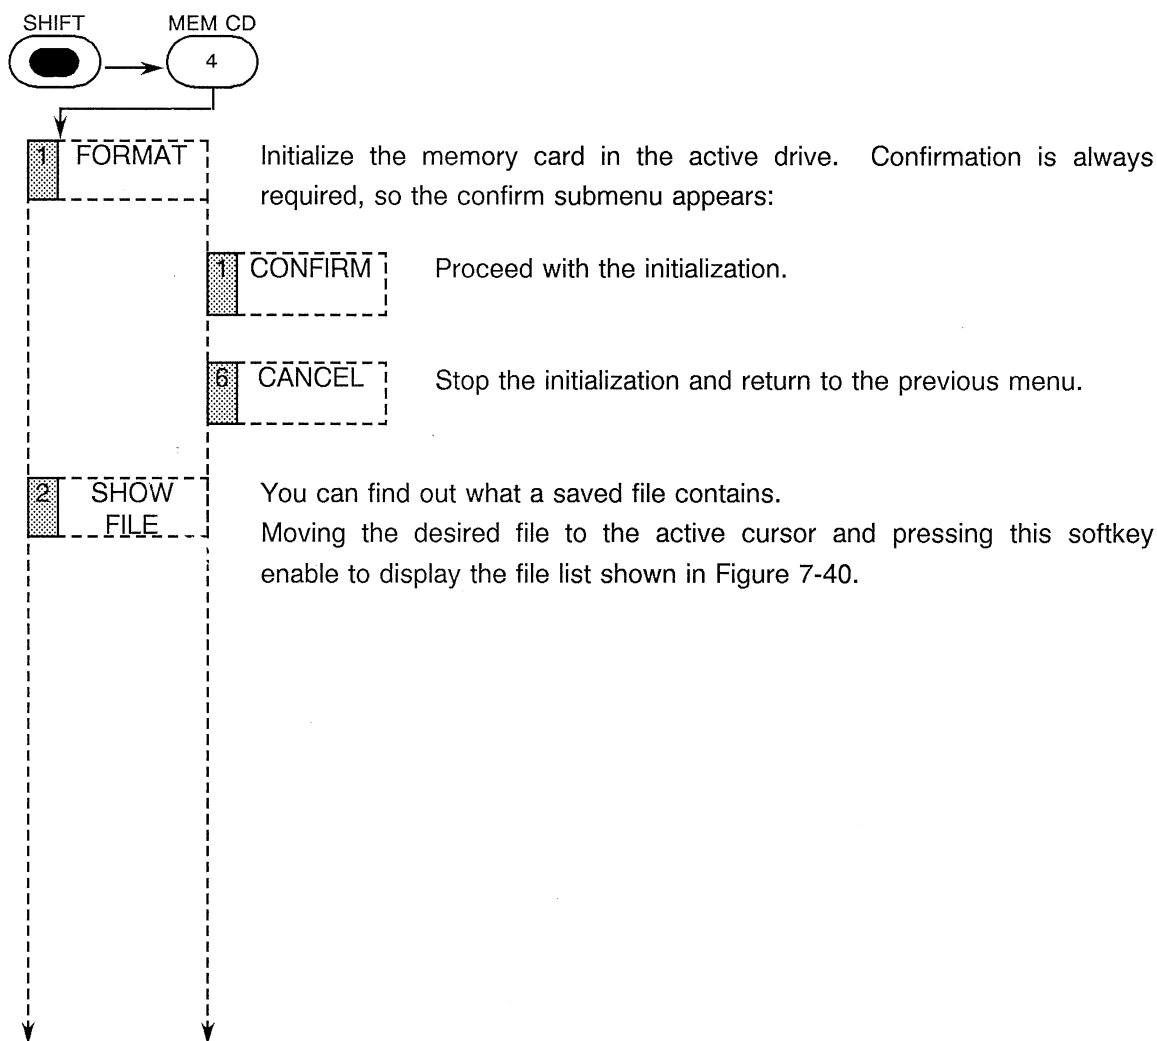 SHIFT MEM CD
4
1 FORMAT Initialize the memory card in the active drive. Confirmation is always
required, so the confirm submenu appears:
1 CONFIRM Proceed with the initialization.
6 CANCEL Stop the initialization and return to the previous menu.
2 SHOW You can find out what a saved file contains.
FILE Moving the desired file to the active cursor and pressing this softkey
enable to display the file list shown in Figure 7-40.